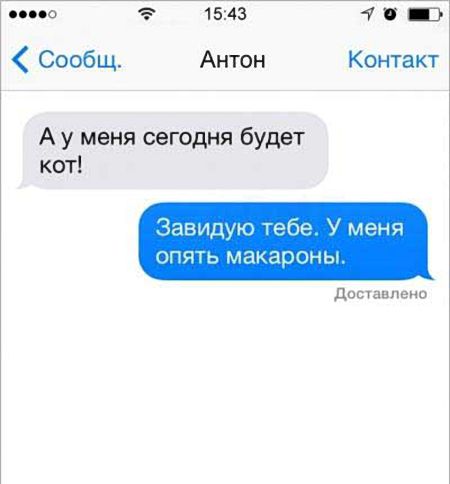 15:43
Сообщ.
Антон
Контакт
А у меня сегодня будет
кот!
Завидую тебе. У меня
опять макароны.
Доставлено